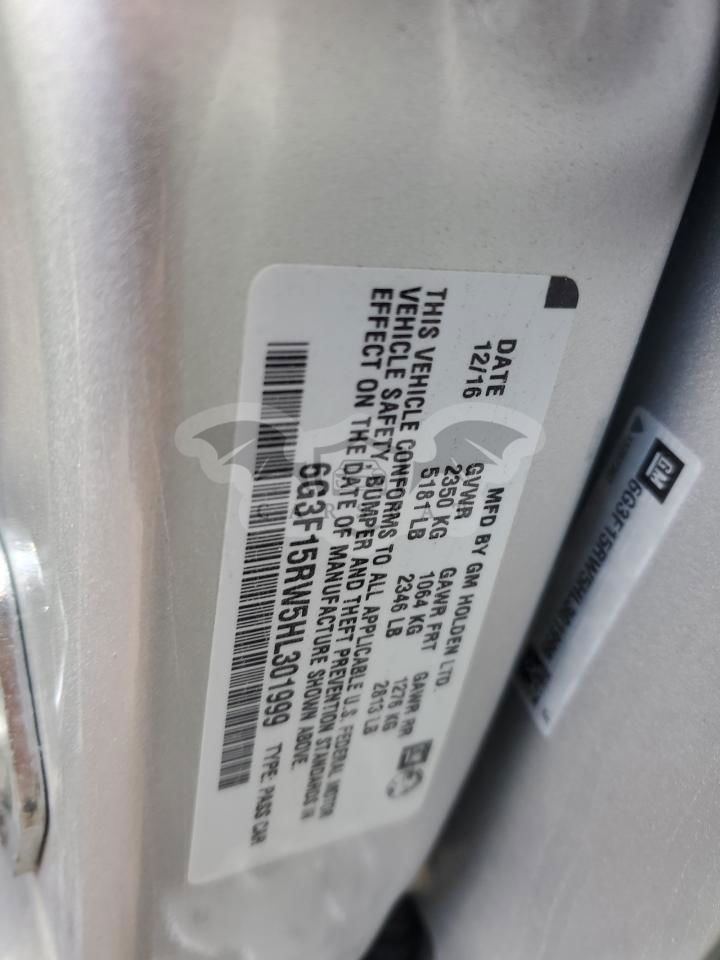 DATE
12/16
MFD BY GM HOLDEN LTD.
GVWR GAWR FRT GAWR RR
2350 KG 1064 KG 1276 KG
5181 LB 2346 LB 2813 LB
THIS VEHICLE CONFORMS TO ALL APPLICABLE U.S. FEDERAL MOTOR
VEHICLE SAFETY, BUMPER AND THEFT PREVENTION STANDARDS IN
EFFECT ON THE DATE OF MANUFACTURE SHOWN ABOVE.
6G3F15RW5HL301999 TYPE: PASS CAR
GM
6G3F15RW5HL301999